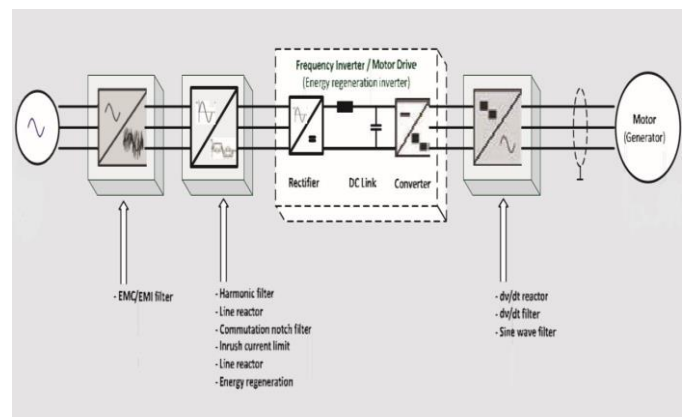 Frequency Inverter / Motor Drive
(Energy regeneration inverter)
Motor
(Generator)
Rectifier
DC Link
Converter
- EMC/EMI filter
- Harmonic filter
- Line reactor
- Commutation notch filter
- Inrush current limit
- Line reactor
- Energy regeneration
- dv/dt reactor
- dv/dt filter
- Sine wave filter